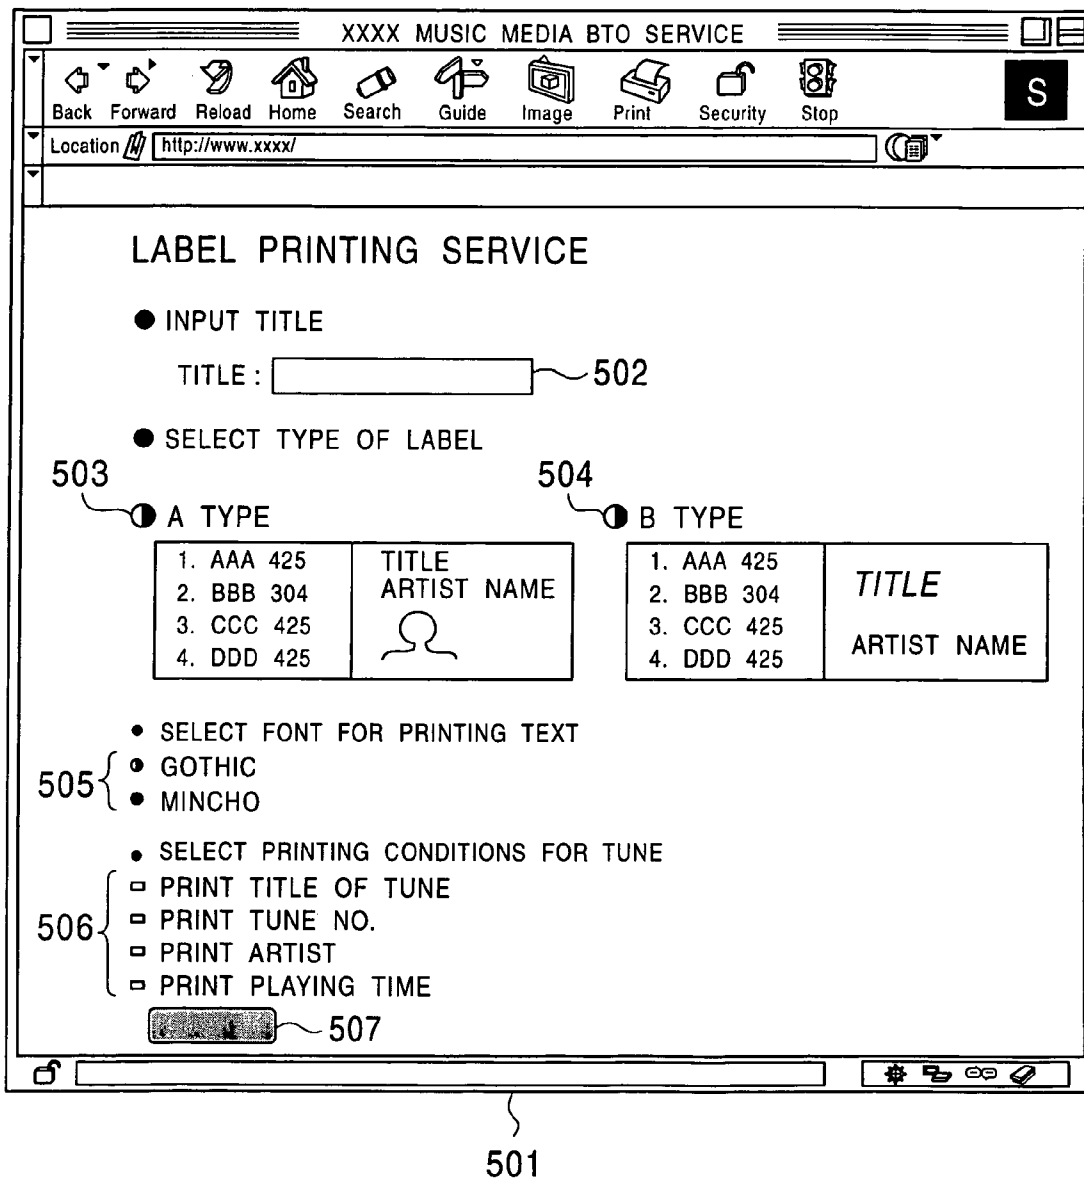 XXXX MUSIC MEDIA BTO SERVICE
Back Forward Reload Home Search Guide Image Print Security Stop S
Location http://www.xxxx/
LABEL PRINTING SERVICE
● INPUT TITLE
TITLE : 502
● SELECT TYPE OF LABEL
503 504
A TYPE B TYPE
1. AAA 425 TITLE 1. AAA 425 TITLE
2. BBB 304 ARTIST NAME 2. BBB 304
3. CCC 425 3. CCC 425 ARTIST NAME
4. DDD 425 4. DDD 425
• SELECT FONT FOR PRINTING TEXT
505 GOTHIC
MINCHO
• SELECT PRINTING CONDITIONS FOR TUNE
PRINT TITLE OF TUNE
506 PRINT TUNE NO.
PRINT ARTIST
PRINT PLAYING TIME
507
501